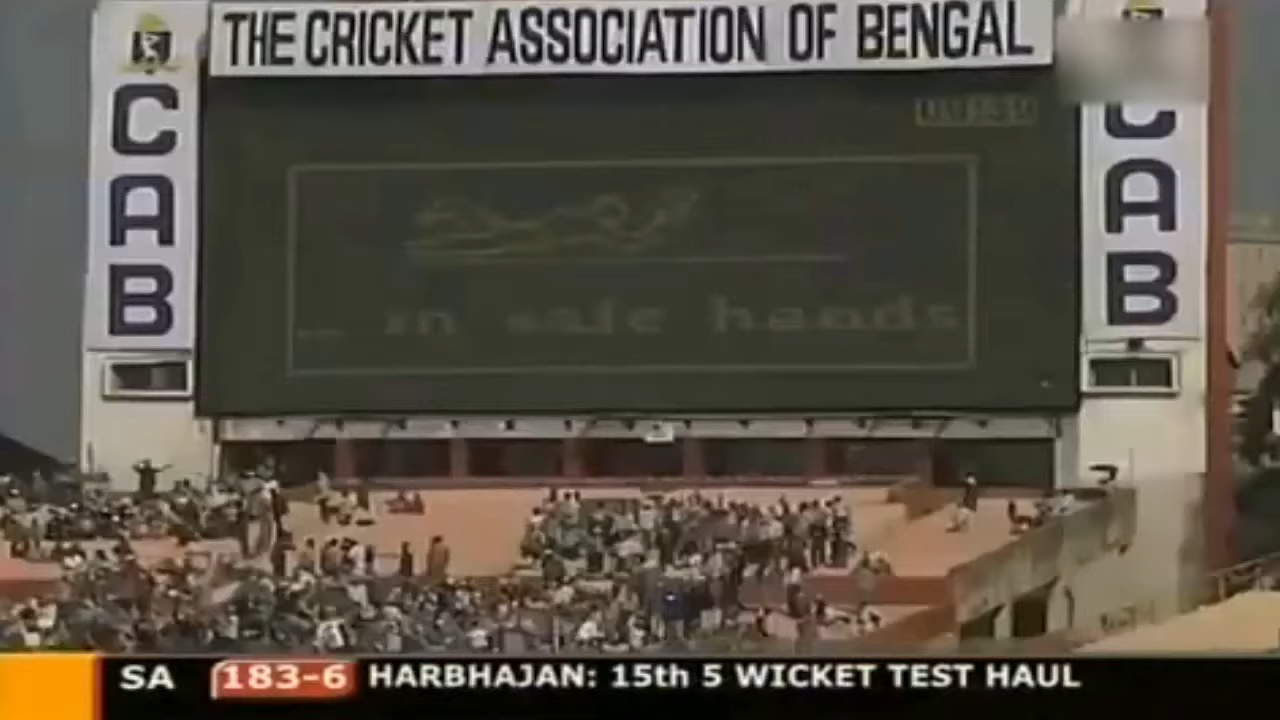 THE CRICKET ASSOCIATION OF BENGAL
CAB
CAB
... in safe hands
SA 183-6 HARBHAJAN: 15th 5 WICKET TEST HAUL